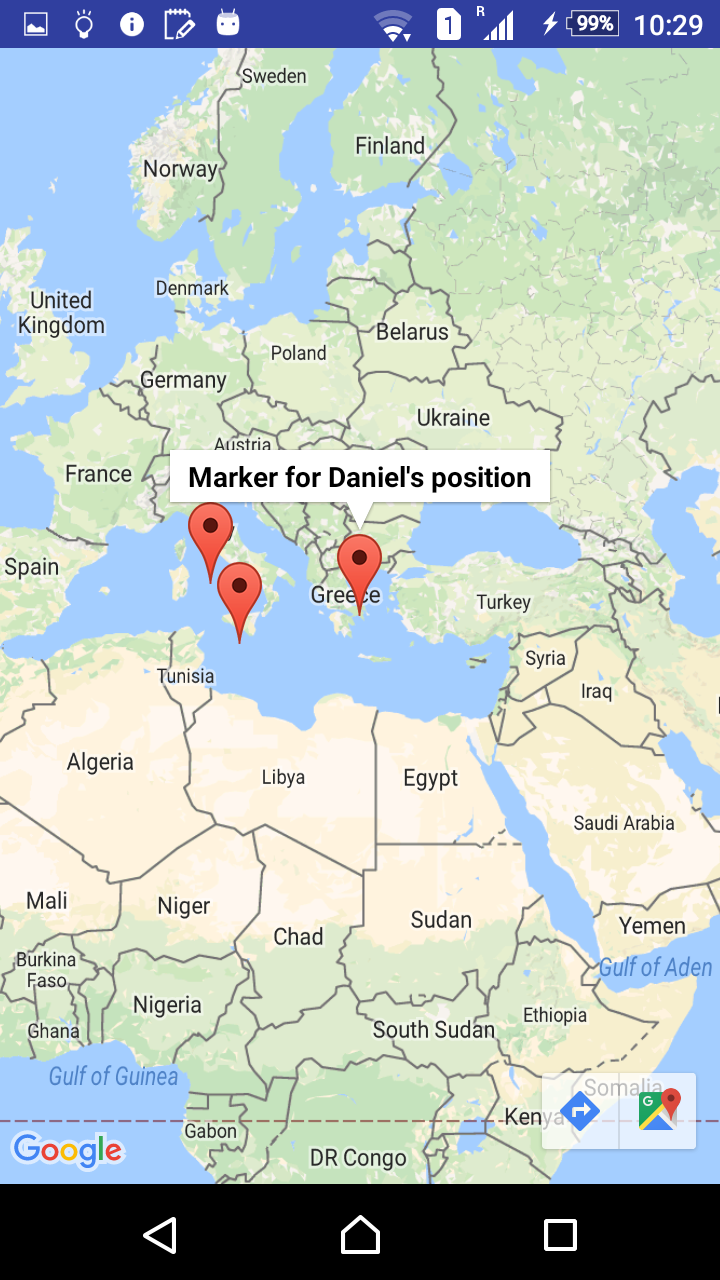 1
R
99%
10:29
Sweden
Finland
Norway
Denmark
United
Kingdom
Belarus
Poland
Germany
Ukraine
Austria
France
Marker for Daniel's position
Spain
Greece
Turkey
Syria
Tunisia
Iraq
Algeria
Libya
Egypt
Saudi Arabia
Mali
Niger
Chad
Sudan
Yemen
Burkina
Faso
Gulf of Aden
Nigeria
Ethiopia
Ghana
South Sudan
Gulf of Guinea
Somalia
G
Kenya
Gabon
Google
DR Congo